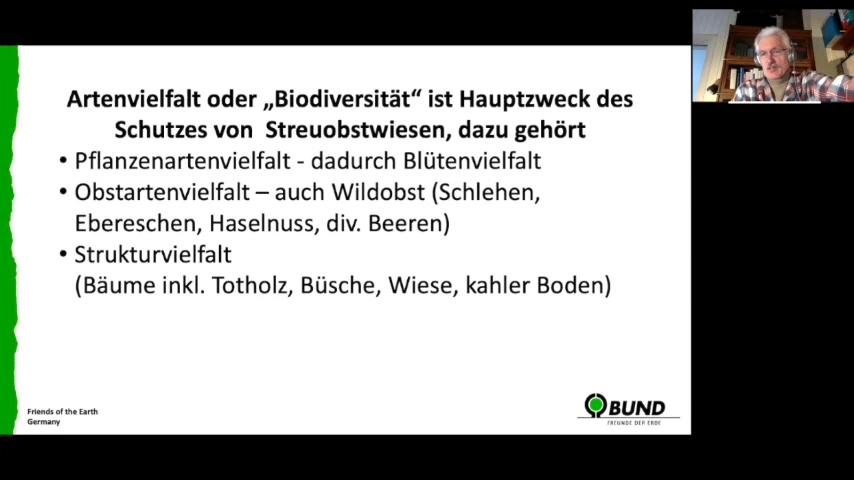 Artenvielfalt oder „Biodiversität“ ist Hauptzweck des
Schutzes von Streuobstwiesen, dazu gehört
• Pflanzenartenvielfalt - dadurch Blütenvielfalt
• Obstartenvielfalt – auch Wildobst (Schlehen,
Ebereschen, Haselnuss, div. Beeren)
• Strukturvielfalt
(Bäume inkl. Totholz, Büsche, Wiese, kahler Boden)
Friends of the Earth
Germany
BUND
FREUNDE DER ERDE